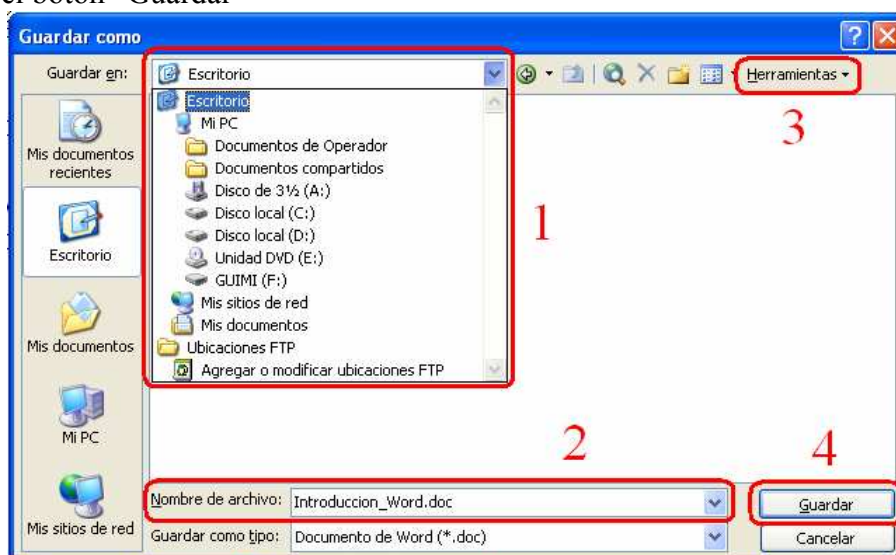 el botón "Guardar"
Guardar como
Guardar en:
Escritorio
Herramientas
3
Escritorio
Mi PC
Documentos de Operador
Documentos compartidos
Disco de 3½ (A:)
Disco local (C:)
Disco local (D:)
Unidad DVD (E:)
GUIMI (F:)
Mis sitios de red
Mis documentos
Ubicaciones FTP
Agregar o modificar ubicaciones FTP
1
Mis documentos
recientes
Escritorio
Mis documentos
Mi PC
Mis sitios de red
2
4
Nombre de archivo: Introduccion_Word.doc
Guardar
Guardar como tipo: Documento de Word (*.doc)
Cancelar